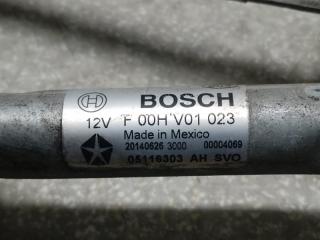 BOSCH
12V F 00H V01 023
Made in Mexico
20140626 3000 00004069
05116303 AH SVO